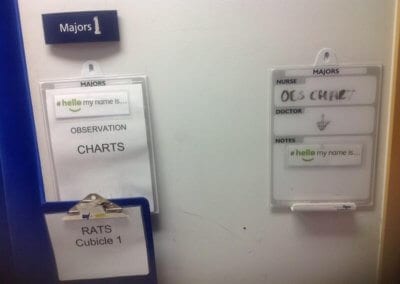 Majors 1
MAJORS
#hello my name is...
OBSERVATION
CHARTS
RATS
Cubicle 1
MAJORS
NURSE
OBS CHART
DOCTOR
NOTES
#hello my name is...